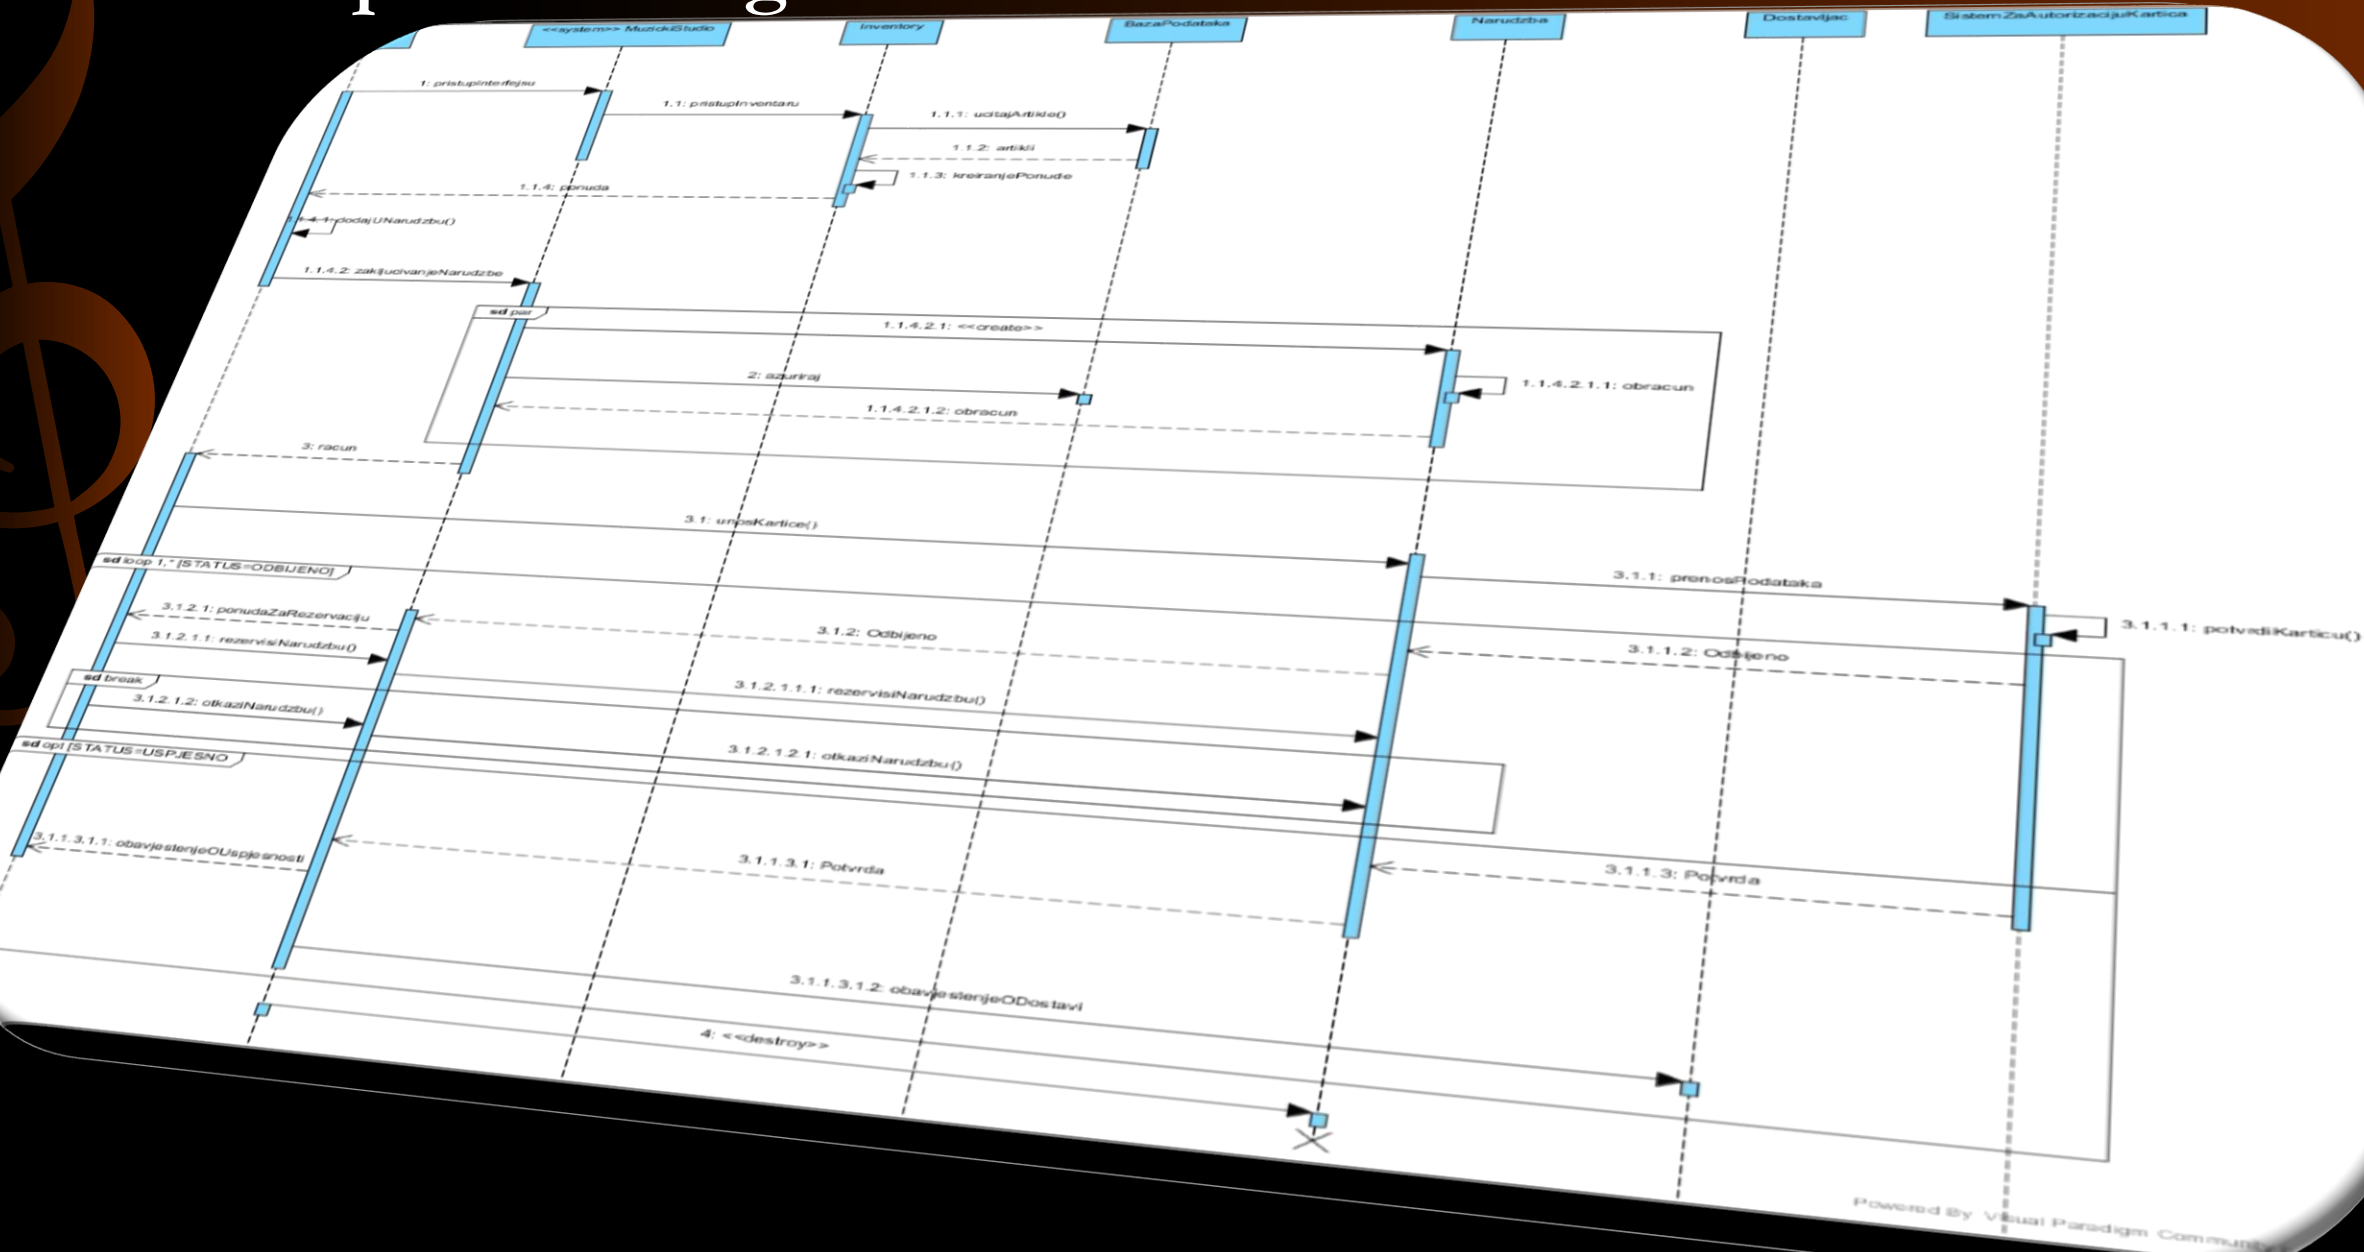 <<system>> MuzickiStudio
Inventory
BazaPodataka
Narudzba
Dostavljac
SistemZaAutorizacijuKartica
1: pristupInterfejsu
1.1: pristupInventaru
1.1.1: ucitajArtikle()
1.1.2: artikli
1.1.3: kreiranjePonude
1.1.4: ponuda
1.1.4.1: dodajUNarudzbu()
1.1.4.2: zakljucivanjeNarudzbe
sd par
1.1.4.2.1: <<create>>
2: azuriraj
1.1.4.2.1.1: obracun
1.1.4.2.1.2: obracun
3: racun
3.1: unosKartice()
sd loop 1,* [STATUS=ODBIJENO]
3.1.1: prenosPodataka
3.1.1.1: potvrdiKarticu()
3.1.2.1: ponudaZaRezervaciju
3.1.2: Odbijeno
3.1.1.2: Odbijeno
3.1.2.1.1: rezervisiNarudzbu()
sd break
3.1.2.1.1.1: rezervisiNarudzbu()
3.1.2.1.2: otkaziNarudzbu()
sd opt [STATUS=USPJESNO
3.1.2.1.2.1: otkaziNarudzbu()
3.1.1.3.1.1: obavjestenjeOUspjesnosti
3.1.1.3.1: Potvrda
3.1.1.3: Potvrda
3.1.1.3.1.2: obavjestenjeODostavi
4: <<destroy>>
Powered By Visual Paradigm Community